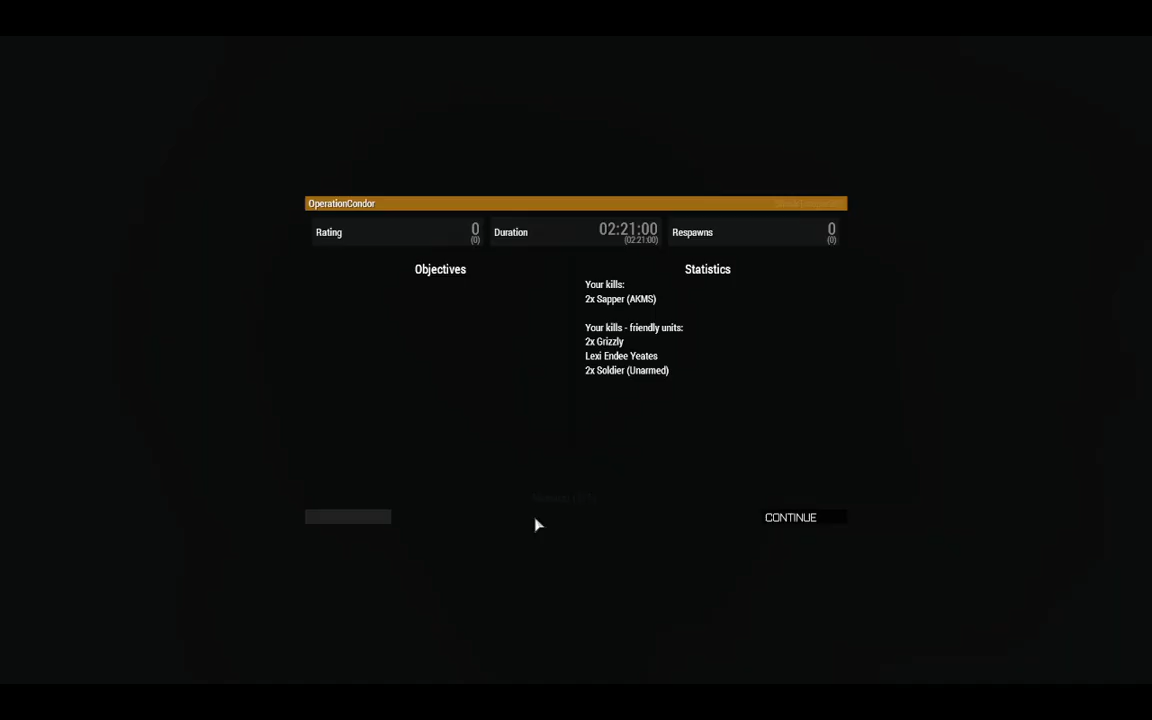 OperationCondor
Rating 0 (0)
Duration 02:21:00 (02:21:00)
Respawns 0 (0)
Objectives
Statistics
Your kills:
2x Sapper (AKMS)
Your kills - friendly units:
2x Grizzly
Lexi Endee Yeates
2x Soldier (Unarmed)
CONTINUE